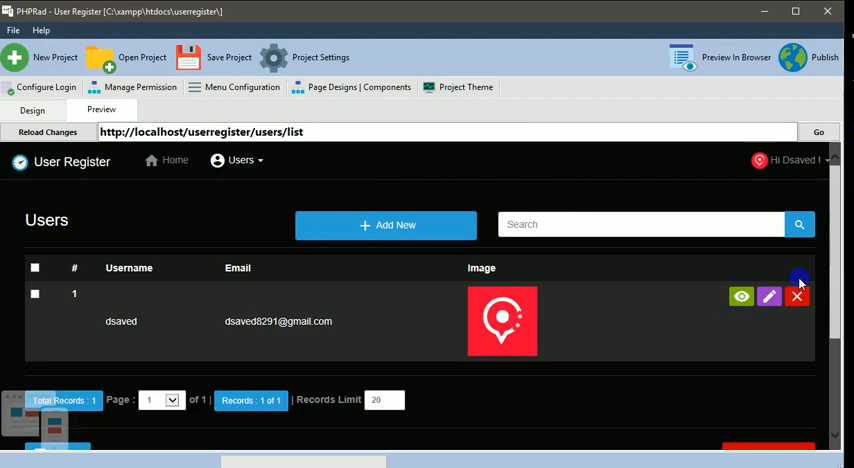 PHPRad - User Register [C:\xampp\htdocs\userregister\]
File Help
New Project Open Project Save Project Project Settings Preview In Browser Publish
Configure Login Manage Permission Menu Configuration Page Designs | Components Project Theme
Design Preview
Reload Changes http://localhost/userregister/users/list Go
User Register Home Users Hi Dsaved !
Users + Add New Search
# Username Email Image
1
dsaved dsaved8291@gmail.com
Total Records : 1 Page : 1 of 1 | Records : 1 of 1 | Records Limit 20